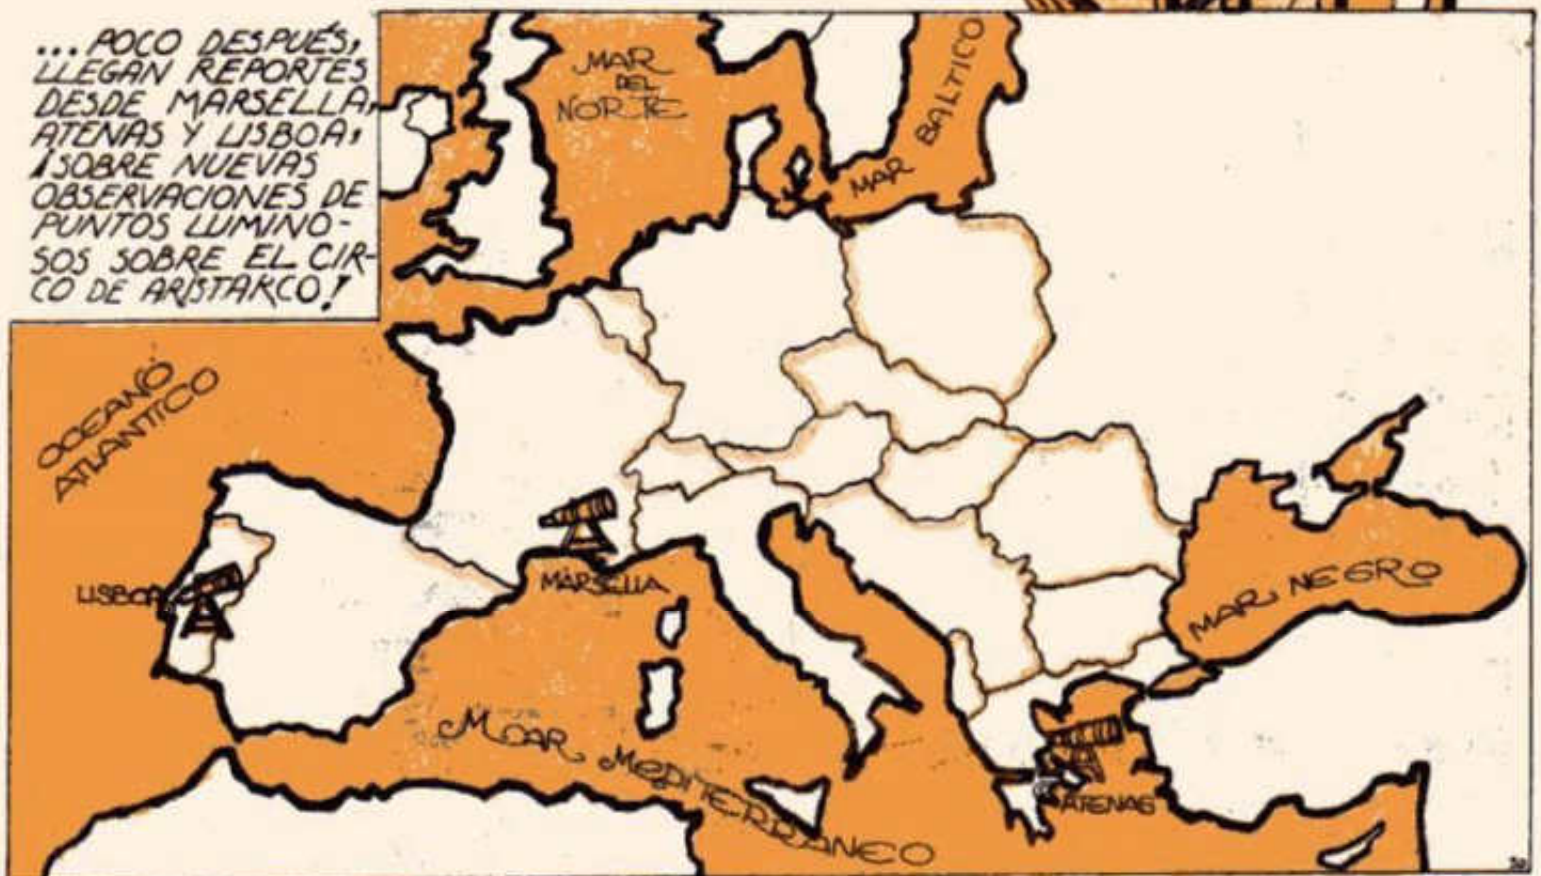 ... POCO DESPUÉS,
LLEGAN REPORTES
DESDE MARSELLA,
ATENAS Y LISBOA,
¡SOBRE NUEVAS
OBSERVACIONES DE
PUNTOS LUMINO-
SOS SOBRE EL CIR-
CO DE ARISTARCO!
MAR
DEL
NORTE
MAR BALTICO
OCEANO
ATLANTICO
LISBOA
MARSELLA
MAR NEGRO
MAR MEDITERRANEO
ATENAS